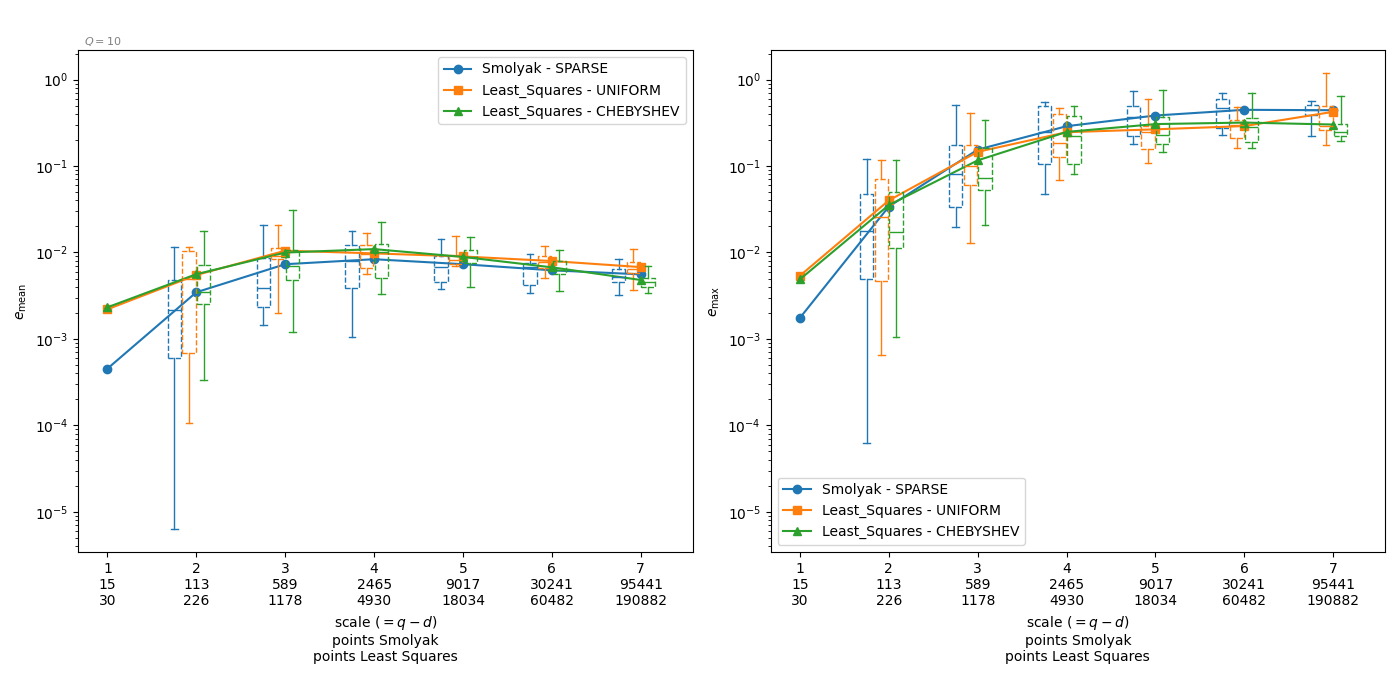 Q = 10
10⁰
10⁻¹
10⁻²
10⁻³
10⁻⁴
10⁻⁵
e_mean
Smolyak - SPARSE
Least_Squares - UNIFORM
Least_Squares - CHEBYSHEV
1 2 3 4 5 6 7
15 113 589 2465 9017 30241 95441
30 226 1178 4930 18034 60482 190882
scale (= q − d)
points Smolyak
points Least Squares
10⁰
10⁻¹
10⁻²
10⁻³
10⁻⁴
10⁻⁵
e_max
Smolyak - SPARSE
Least_Squares - UNIFORM
Least_Squares - CHEBYSHEV
1 2 3 4 5 6 7
15 113 589 2465 9017 30241 95441
30 226 1178 4930 18034 60482 190882
scale (= q − d)
points Smolyak
points Least Squares